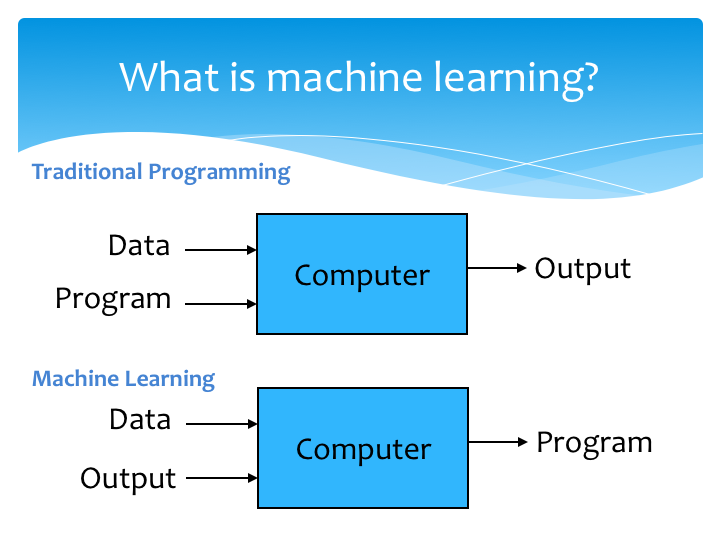 What is machine learning?
Traditional Programming
Data
Program
Computer
Output
Machine Learning
Data
Output
Computer
Program